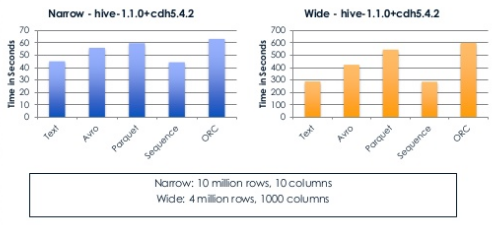 Narrow - hive-1.1.0+cdh5.4.2
Time in Seconds
70
60
50
40
30
20
10
0
Text
Avro
Parquet
Sequence
ORC
Wide - hive-1.1.0+cdh5.4.2
Time in Seconds
700
600
500
400
300
200
100
0
Text
Avro
Parquet
Sequence
ORC
Narrow: 10 million rows, 10 columns
Wide: 4 million rows, 1000 columns